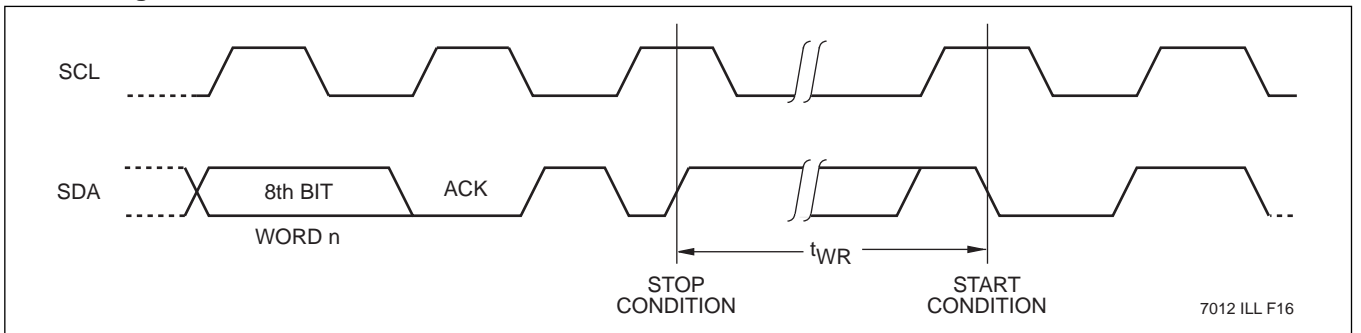 SCL
SDA
8th BIT
ACK
WORD n
tWR
STOP
CONDITION
START
CONDITION
7012 ILL F16